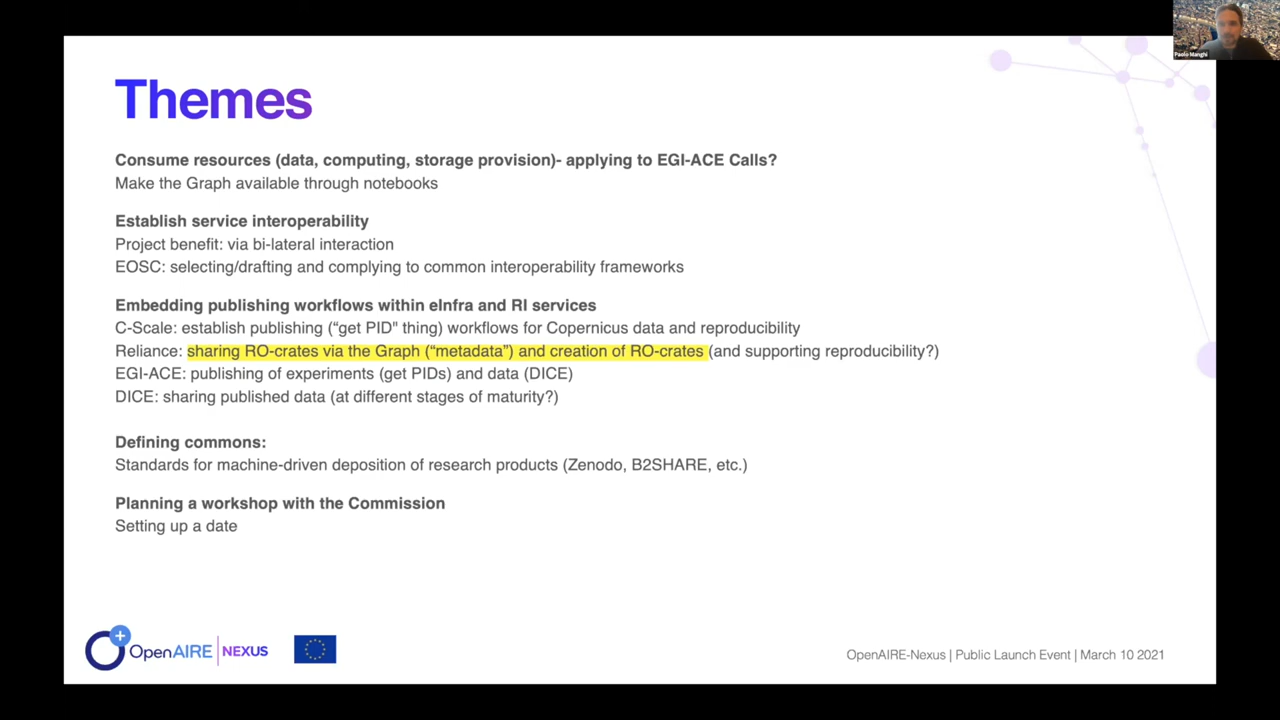 Paolo Manghi
Themes
Consume resources (data, computing, storage provision)- applying to EGI-ACE Calls?
Make the Graph available through notebooks
Establish service interoperability
Project benefit: via bi-lateral interaction
EOSC: selecting/drafting and complying to common interoperability frameworks
Embedding publishing workflows within eInfra and RI services
C-Scale: establish publishing (“get PID" thing) workflows for Copernicus data and reproducibility
Reliance: sharing RO-crates via the Graph (“metadata”) and creation of RO-crates (and supporting reproducibility?)
EGI-ACE: publishing of experiments (get PIDs) and data (DICE)
DICE: sharing published data (at different stages of maturity?)
Defining commons:
Standards for machine-driven deposition of research products (Zenodo, B2SHARE, etc.)
Planning a workshop with the Commission
Setting up a date
OpenAIRE | NEXUS
OpenAIRE-Nexus | Public Launch Event | March 10 2021